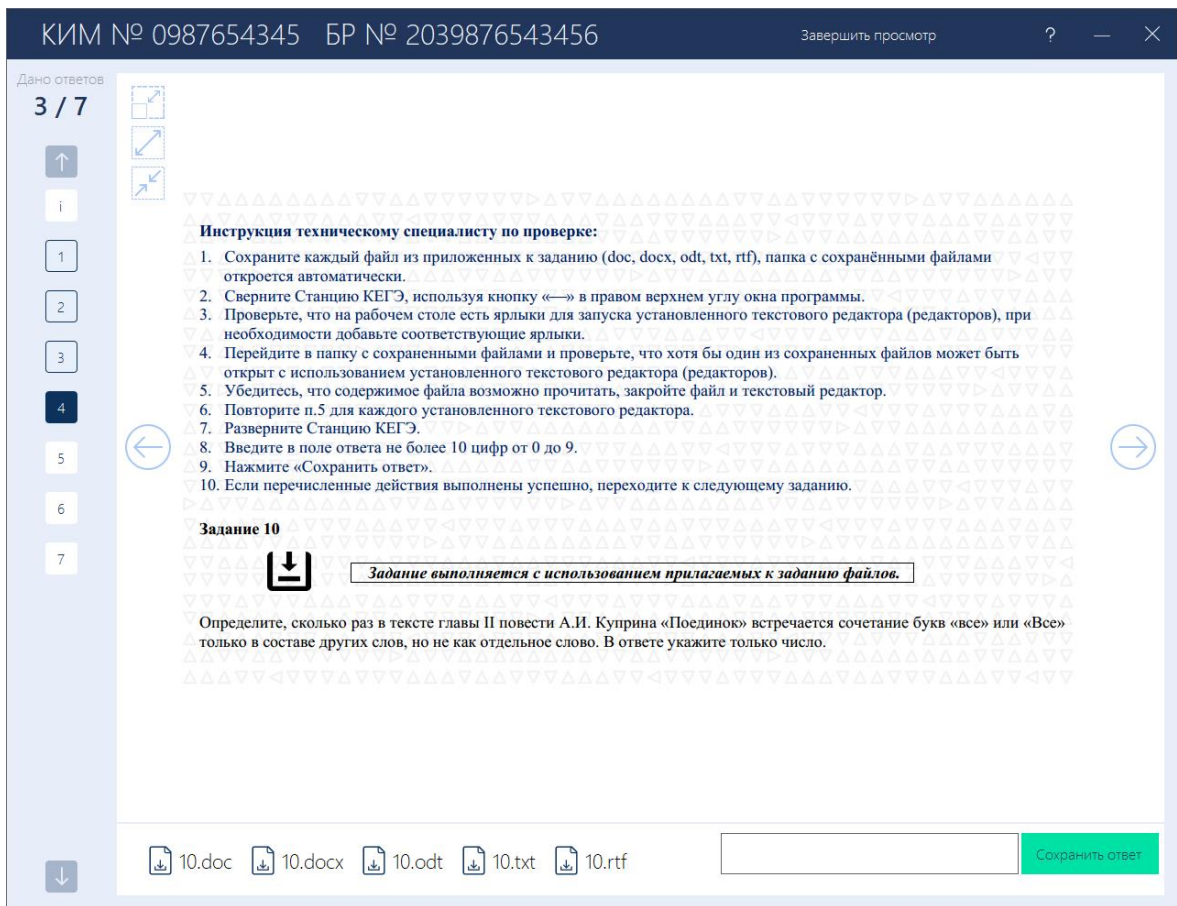 КИМ № 0987654345 БР № 2039876543456 Завершить просмотр ? — ×
Дано ответов
3 / 7
i
1
2
3
4
5
6
7
Инструкция техническому специалисту по проверке:
1. Сохраните каждый файл из приложенных к заданию (doc, docx, odt, txt, rtf), папка с сохранёнными файлами
откроется автоматически.
2. Сверните Станцию КЕГЭ, используя кнопку «—» в правом верхнем углу окна программы.
3. Проверьте, что на рабочем столе есть ярлыки для запуска установленного текстового редактора (редакторов), при
необходимости добавьте соответствующие ярлыки.
4. Перейдите в папку с сохраненными файлами и проверьте, что хотя бы один из сохраненных файлов может быть
открыт с использованием установленного текстового редактора (редакторов).
5. Убедитесь, что содержимое файла возможно прочитать, закройте файл и текстовый редактор.
6. Повторите п.5 для каждого установленного текстового редактора.
7. Разверните Станцию КЕГЭ.
8. Введите в поле ответа не более 10 цифр от 0 до 9.
9. Нажмите «Сохранить ответ».
10. Если перечисленные действия выполнены успешно, переходите к следующему заданию.
Задание 10
Задание выполняется с использованием прилагаемых к заданию файлов.
Определите, сколько раз в тексте главы II повести А.И. Куприна «Поединок» встречается сочетание букв «все» или «Все»
только в составе других слов, но не как отдельное слово. В ответе укажите только число.
10.doc 10.docx 10.odt 10.txt 10.rtf Сохранить ответ